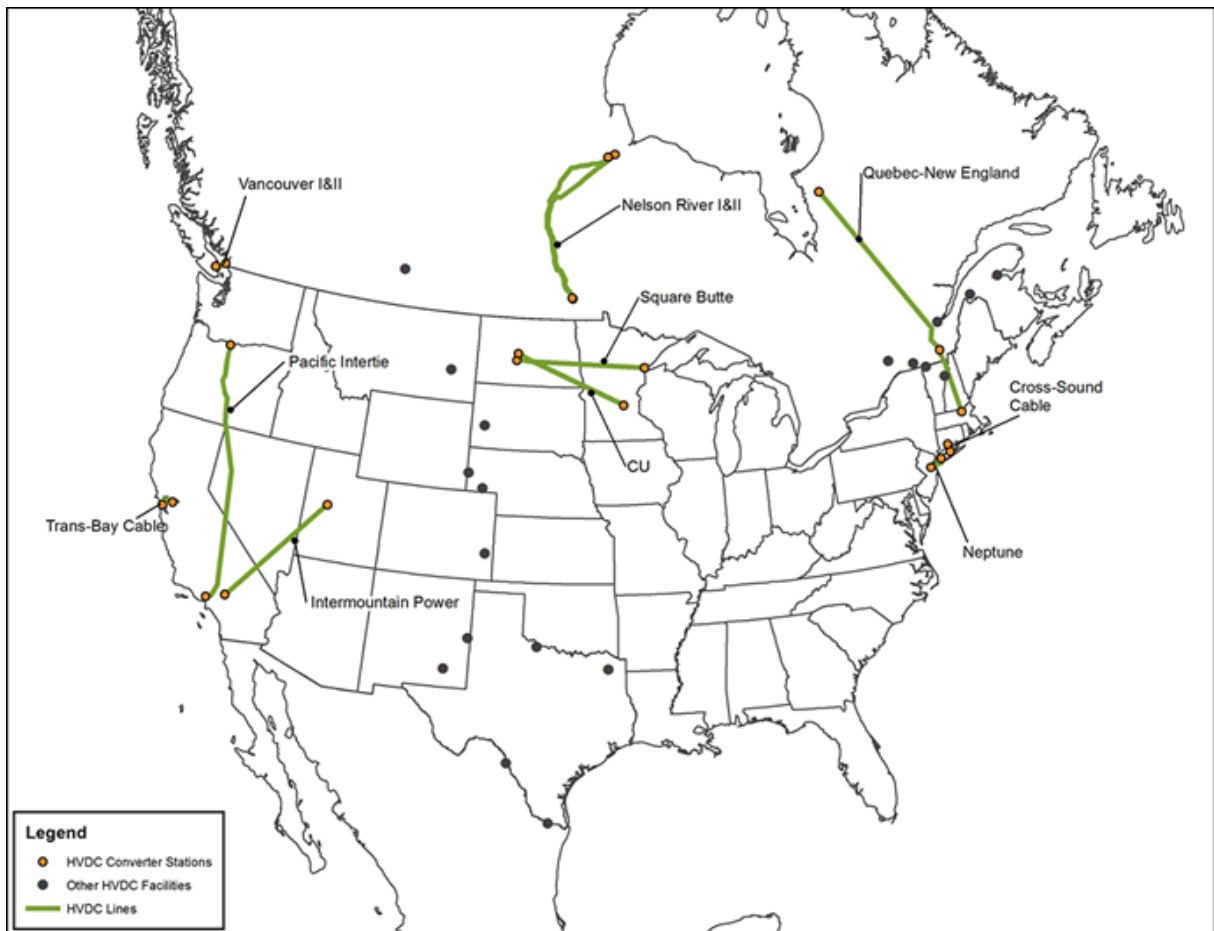 Vancouver I&II
Quebec-New England
Nelson River I&II
Square Butte
Pacific Intertie
Cross-Sound
Cable
CU
Trans-Bay Cable
Neptune
Intermountain Power
Legend
HVDC Converter Stations
Other HVDC Facilities
HVDC Lines